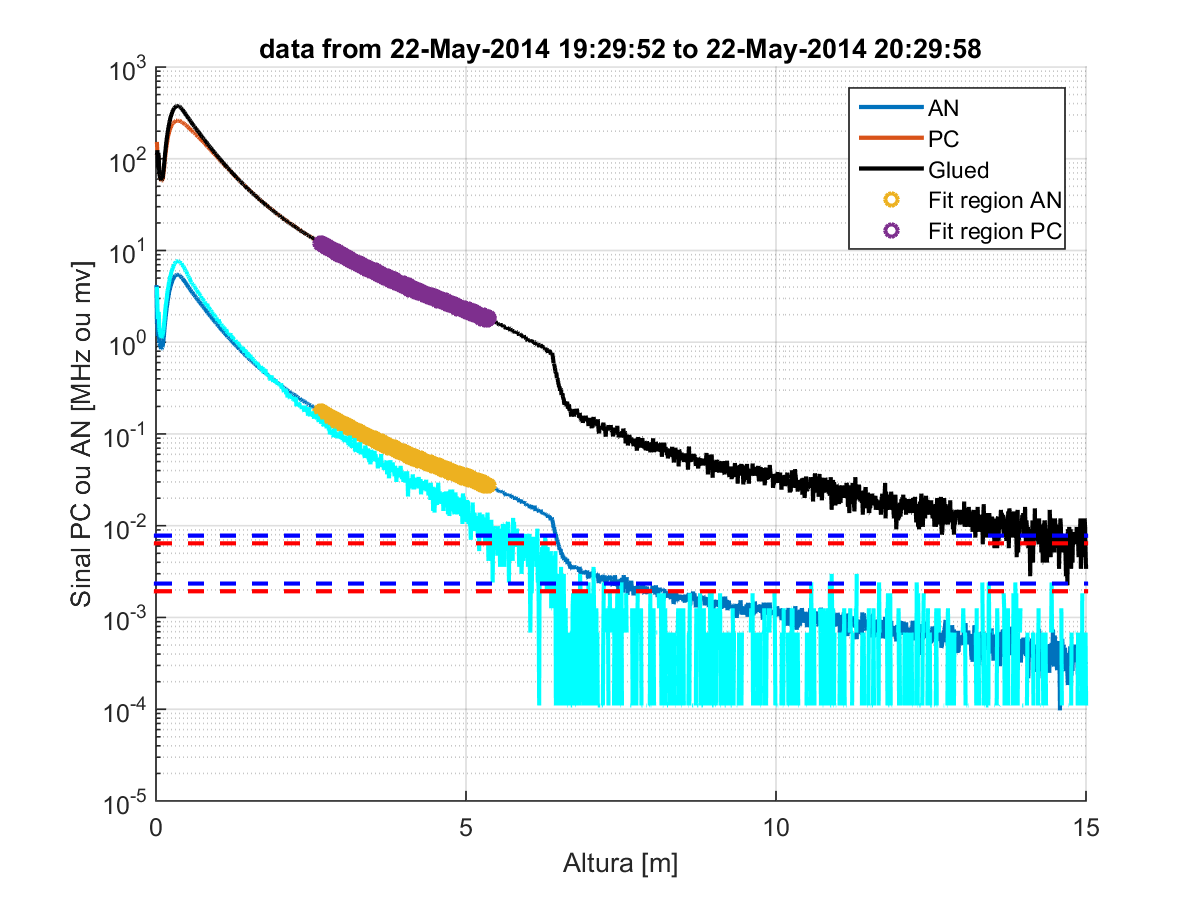 data from 22-May-2014 19:29:52 to 22-May-2014 20:29:58
10^3
10^2
10^1
10^0
10^-1
10^-2
10^-3
10^-4
10^-5
Sinal PC ou AN [MHz ou mv]
AN
PC
Glued
Fit region AN
Fit region PC
0
5
10
15
Altura [m]